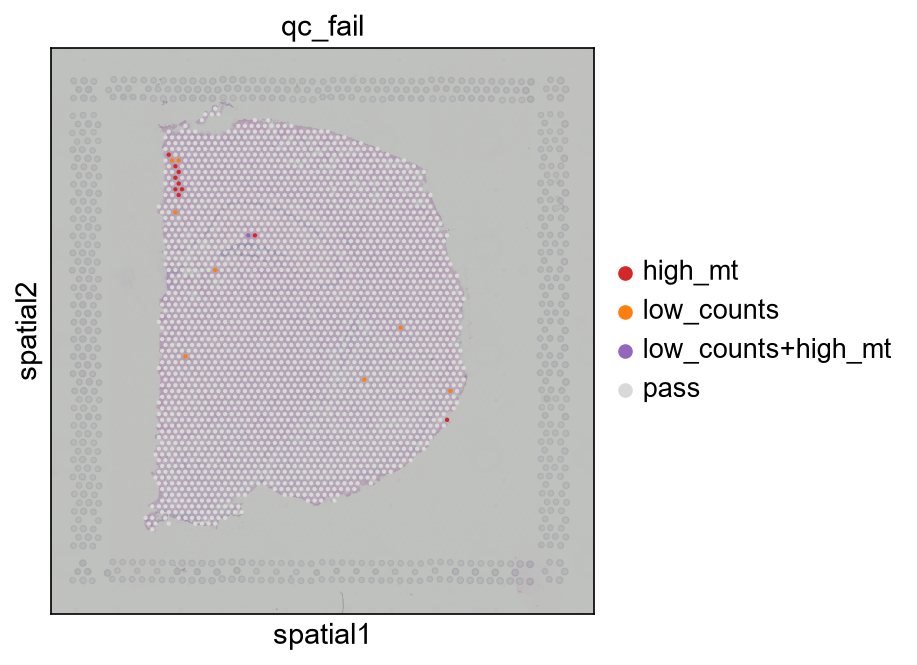 qc_fail
spatial2
high_mt
low_counts
low_counts+high_mt
pass
spatial1